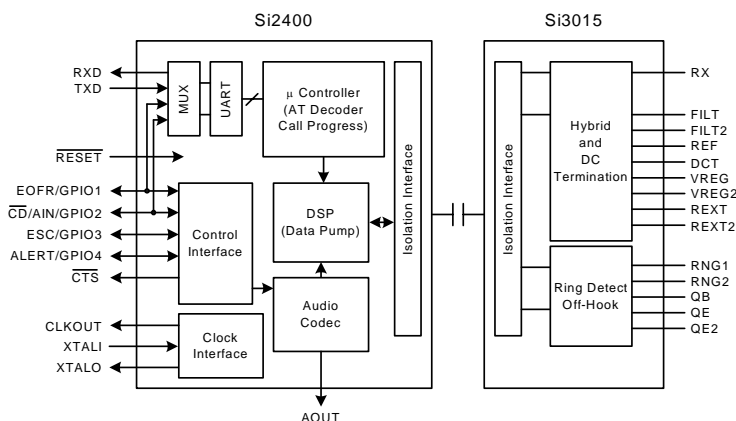 Si2400
Si3015
RXD
TXD
RESET
EOFR/GPIO1
CD/AIN/GPIO2
ESC/GPIO3
ALERT/GPIO4
CTS
CLKOUT
XTALI
XTALO
MUX
UART
μ Controller
(AT Decoder
Call Progress)
Control
Interface
DSP
(Data Pump)
Clock
Interface
Audio
Codec
AOUT
Isolation Interface
Isolation Interface
Hybrid
and
DC
Termination
Ring Detect
Off-Hook
RX
FILT
FILT2
REF
DCT
VREG
VREG2
REXT
REXT2
RNG1
RNG2
QB
QE
QE2